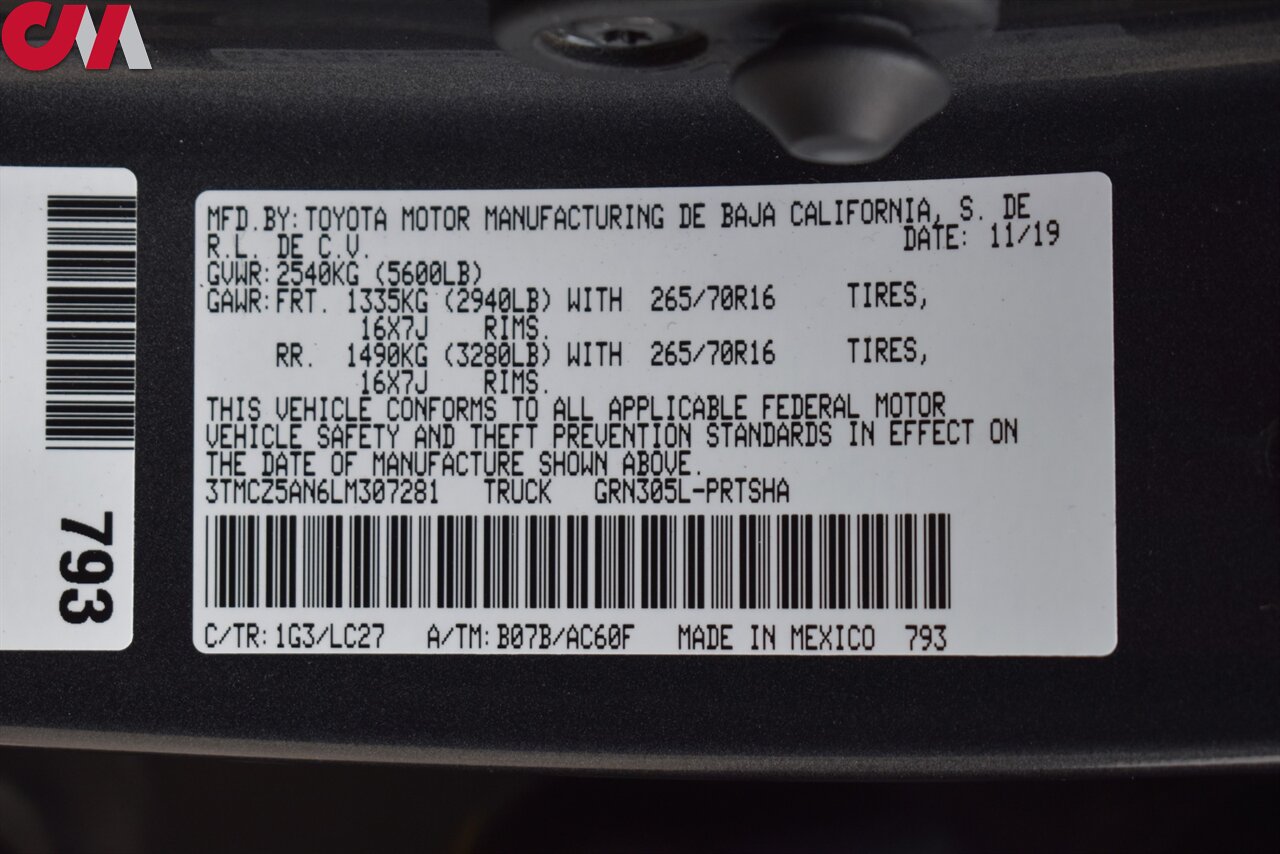 CMA
MFD.BY: TOYOTA MOTOR MANUFACTURING DE BAJA CALIFORNIA, S. DE
R.L. DE C.V. DATE: 11/19
GVWR: 2540KG (5600LB)
GAWR: FRT. 1335KG (2940LB) WITH 265/70R16 TIRES,
16X7J RIMS.
RR. 1490KG (3280LB) WITH 265/70R16 TIRES,
16X7J RIMS.
THIS VEHICLE CONFORMS TO ALL APPLICABLE FEDERAL MOTOR
VEHICLE SAFETY AND THEFT PREVENTION STANDARDS IN EFFECT ON
THE DATE OF MANUFACTURE SHOWN ABOVE.
3TMCZ5AN6LM307281 TRUCK GRN305L-PRTSHA
C/TR: 1G3/LC27 A/TM: B07B/AC60F MADE IN MEXICO 793
793